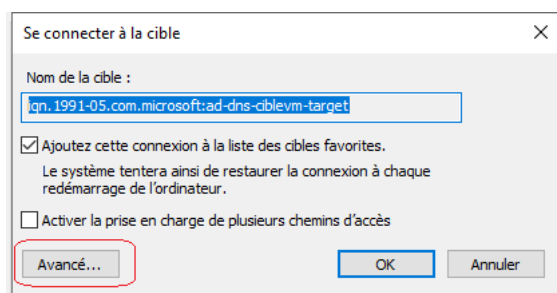 Se connecter à la cible
Nom de la cible :
iqn.1991-05.com.microsoft:ad-dns-ciblevm-target
Ajoutez cette connexion à la liste des cibles favorites.
Le système tentera ainsi de restaurer la connexion à chaque
redémarrage de l'ordinateur.
Activer la prise en charge de plusieurs chemins d'accès
Avancé... OK Annuler